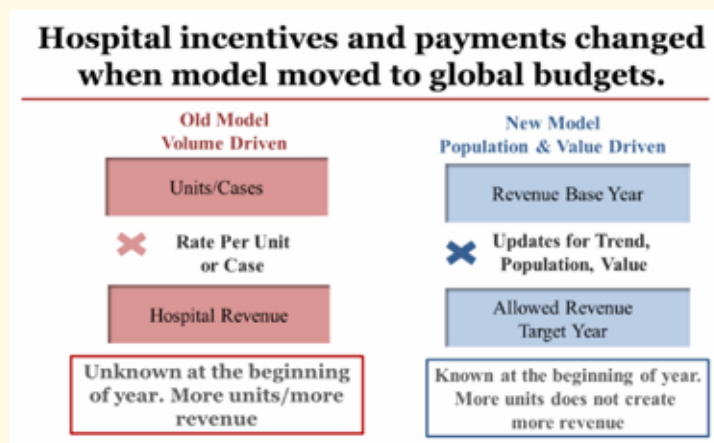 Hospital incentives and payments changed
when model moved to global budgets.
Old Model
Volume Driven
Units/Cases
Rate Per Unit
or Case
Hospital Revenue
Unknown at the beginning
of year. More units/more
revenue
New Model
Population & Value Driven
Revenue Base Year
Updates for Trend,
Population, Value
Allowed Revenue
Target Year
Known at the beginning of year.
More units does not create
more revenue